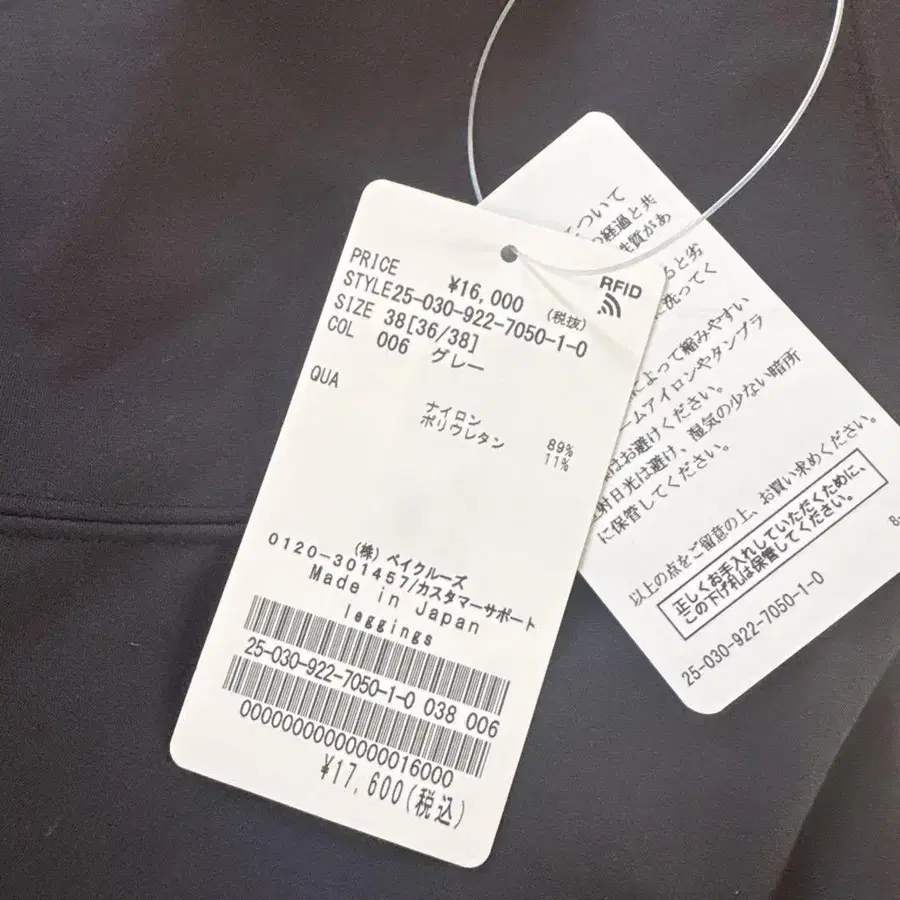 PRICE ¥16,000 (税抜)
STYLE25-030-922-7050-1-0
SIZE 38[36/38]
COL 006 グレー
QUA
ナイロン 89%
ポリウレタン 11%
(株) ベイクルーズ
0120-301457/カスタマーサポート
Made in Japan
leggings
25-030-922-7050-1-0 038 006
00000000000000016000
¥17,600(税込)
RFID
について
の経過と共
性質があ
ると劣
洗ってく
よって縮みやすい
ームアイロンやタンブラ
はお避けください。
射日光は避け、湿気の少ない暗所
に保管してください。
以上の点をご留意の上、お買い求めください。
正しくお手入れしていただくために、
この下げ札は保管してください。
25-030-922-7050-1-0
8